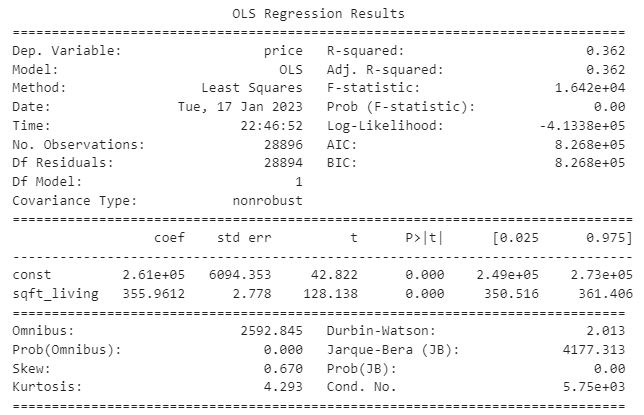 OLS Regression Results
==============================================================================
Dep. Variable: price R-squared: 0.362
Model: OLS Adj. R-squared: 0.362
Method: Least Squares F-statistic: 1.642e+04
Date: Tue, 17 Jan 2023 Prob (F-statistic): 0.00
Time: 22:46:52 Log-Likelihood: -4.1338e+05
No. Observations: 28896 AIC: 8.268e+05
Df Residuals: 28894 BIC: 8.268e+05
Df Model: 1
Covariance Type: nonrobust
===============================================================================
coef std err t P>|t| [0.025 0.975]
-------------------------------------------------------------------------------
const 2.61e+05 6094.353 42.822 0.000 2.49e+05 2.73e+05
sqft_living 355.9612 2.778 128.138 0.000 350.516 361.406
==============================================================================
Omnibus: 2592.845 Durbin-Watson: 2.013
Prob(Omnibus): 0.000 Jarque-Bera (JB): 4177.313
Skew: 0.670 Prob(JB): 0.00
Kurtosis: 4.293 Cond. No. 5.75e+03
==============================================================================